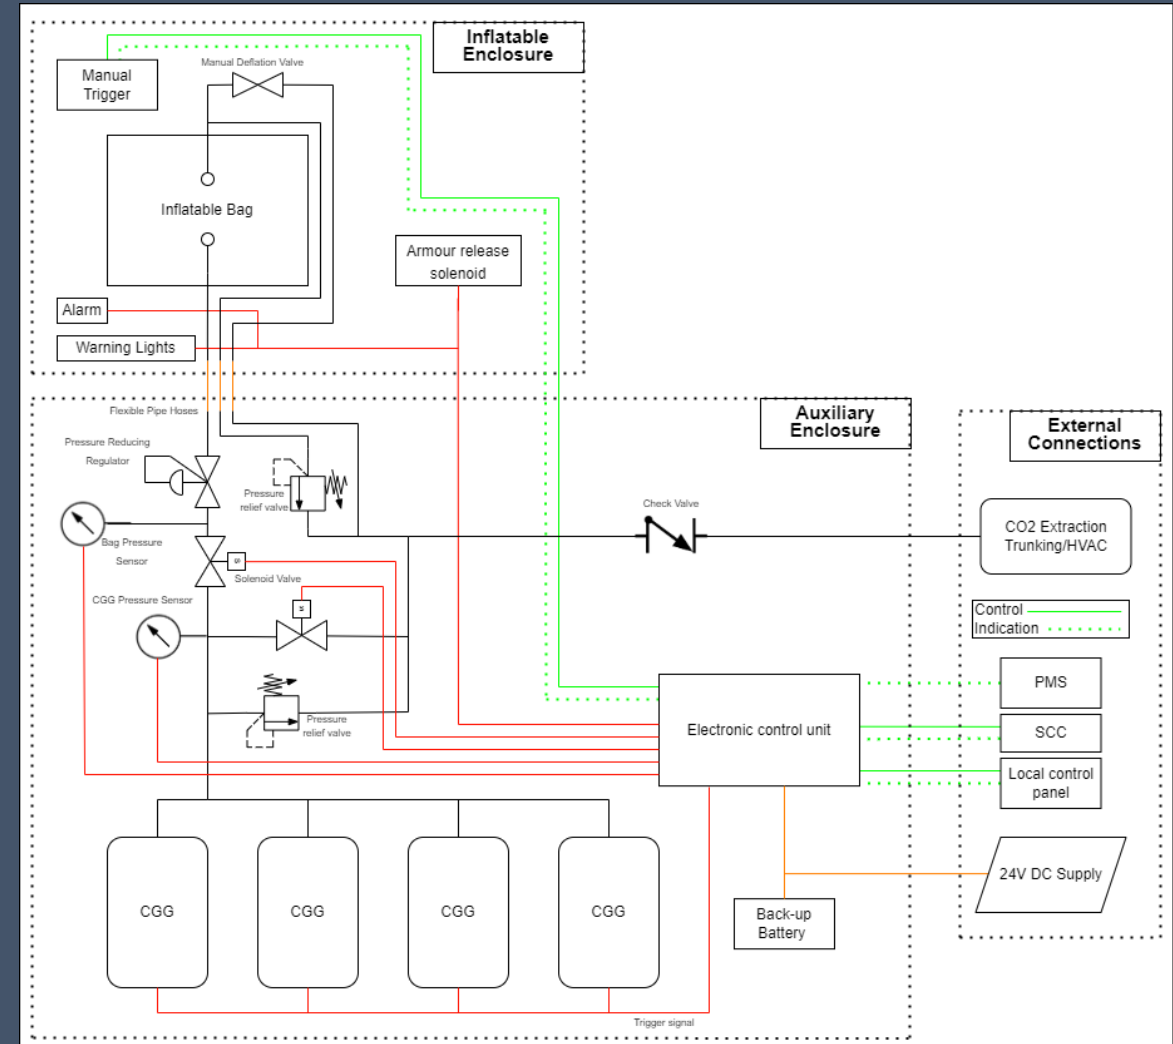 Inflatable
Enclosure
Manual
Trigger
Manual Deflation Valve
Inflatable Bag
Armour release
solenoid
Alarm
Warning Lights
Flexible Pipe Hoses
Auxiliary
Enclosure
External
Connections
Pressure Reducing
Regulator
Pressure
relief valve
Check Valve
CO2 Extraction
Trunking/HVAC
Bag Pressure
Sensor
S
Solenoid Valve
CGG Pressure Sensor
S
Control
Indication
PMS
Pressure
relief valve
Electronic control unit
SCC
Local control
panel
24V DC Supply
CGG
CGG
CGG
CGG
Back-up
Battery
Trigger signal